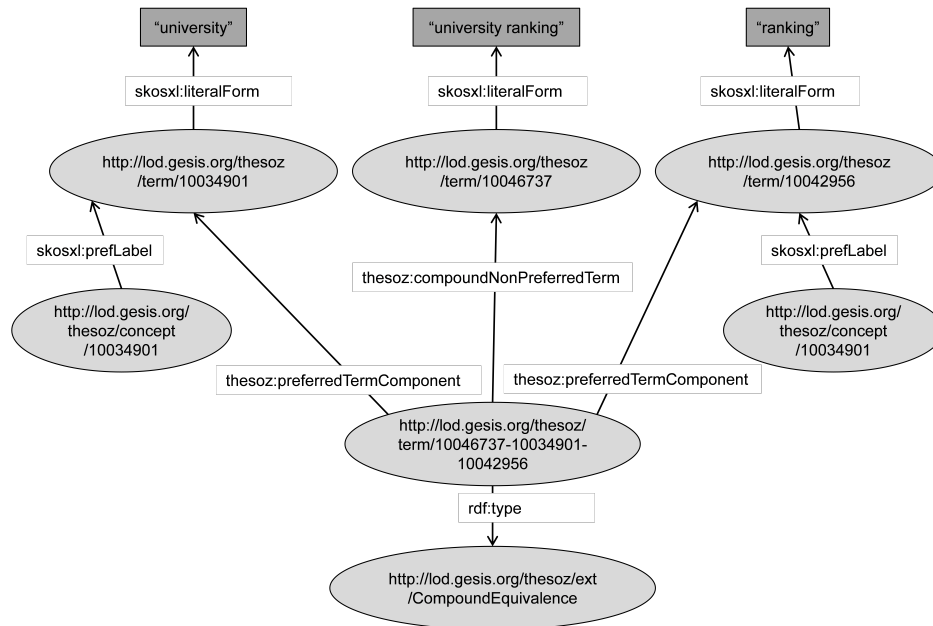 “university”
“university ranking”
“ranking”
skosxl:literalForm
skosxl:literalForm
skosxl:literalForm
http://lod.gesis.org/thesoz
/term/10034901
http://lod.gesis.org/thesoz
/term/10046737
http://lod.gesis.org/thesoz
/term/10042956
skosxl:prefLabel
skosxl:prefLabel
thesoz:compoundNonPreferredTerm
http://lod.gesis.org/
thesoz/concept
/10034901
http://lod.gesis.org/
thesoz/concept
/10034901
thesoz:preferredTermComponent
thesoz:preferredTermComponent
http://lod.gesis.org/thesoz/
term/10046737-10034901-
10042956
rdf:type
http://lod.gesis.org/thesoz/ext
/CompoundEquivalence